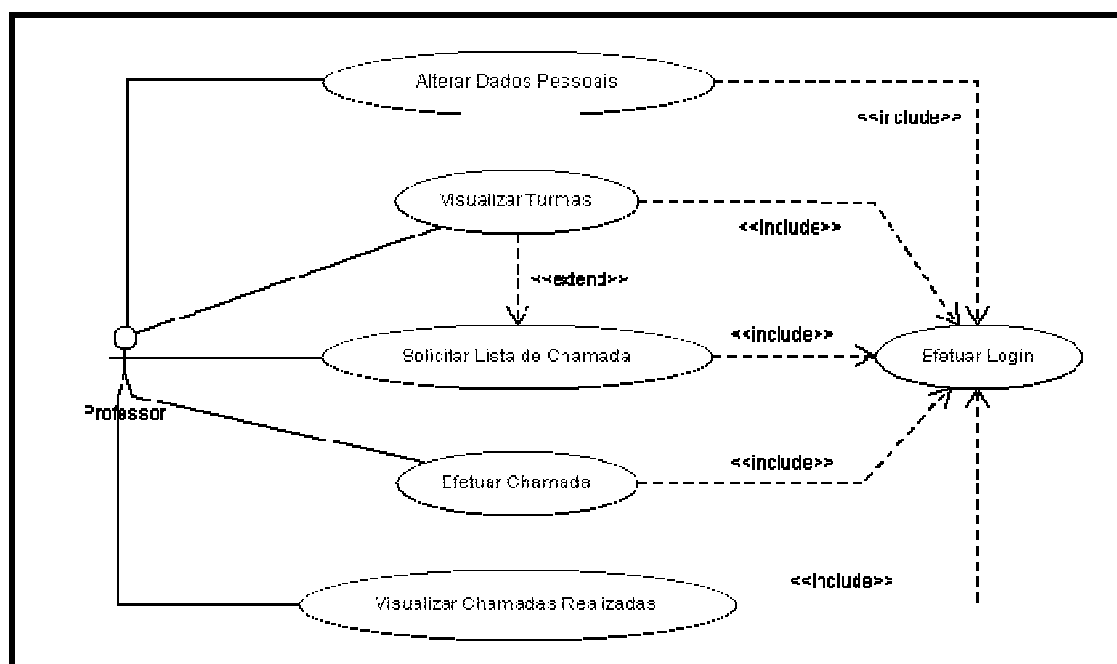 Alterar Dados Pessoais
<<include>>
Visualizar Turmas
<<include>>
<<extend>>
Solicitar Lista de Chamada
<<include>>
Efetuar Login
Professor
<<include>>
Efetuar Chamada
<<include>>
Visualizar Chamadas Realizadas